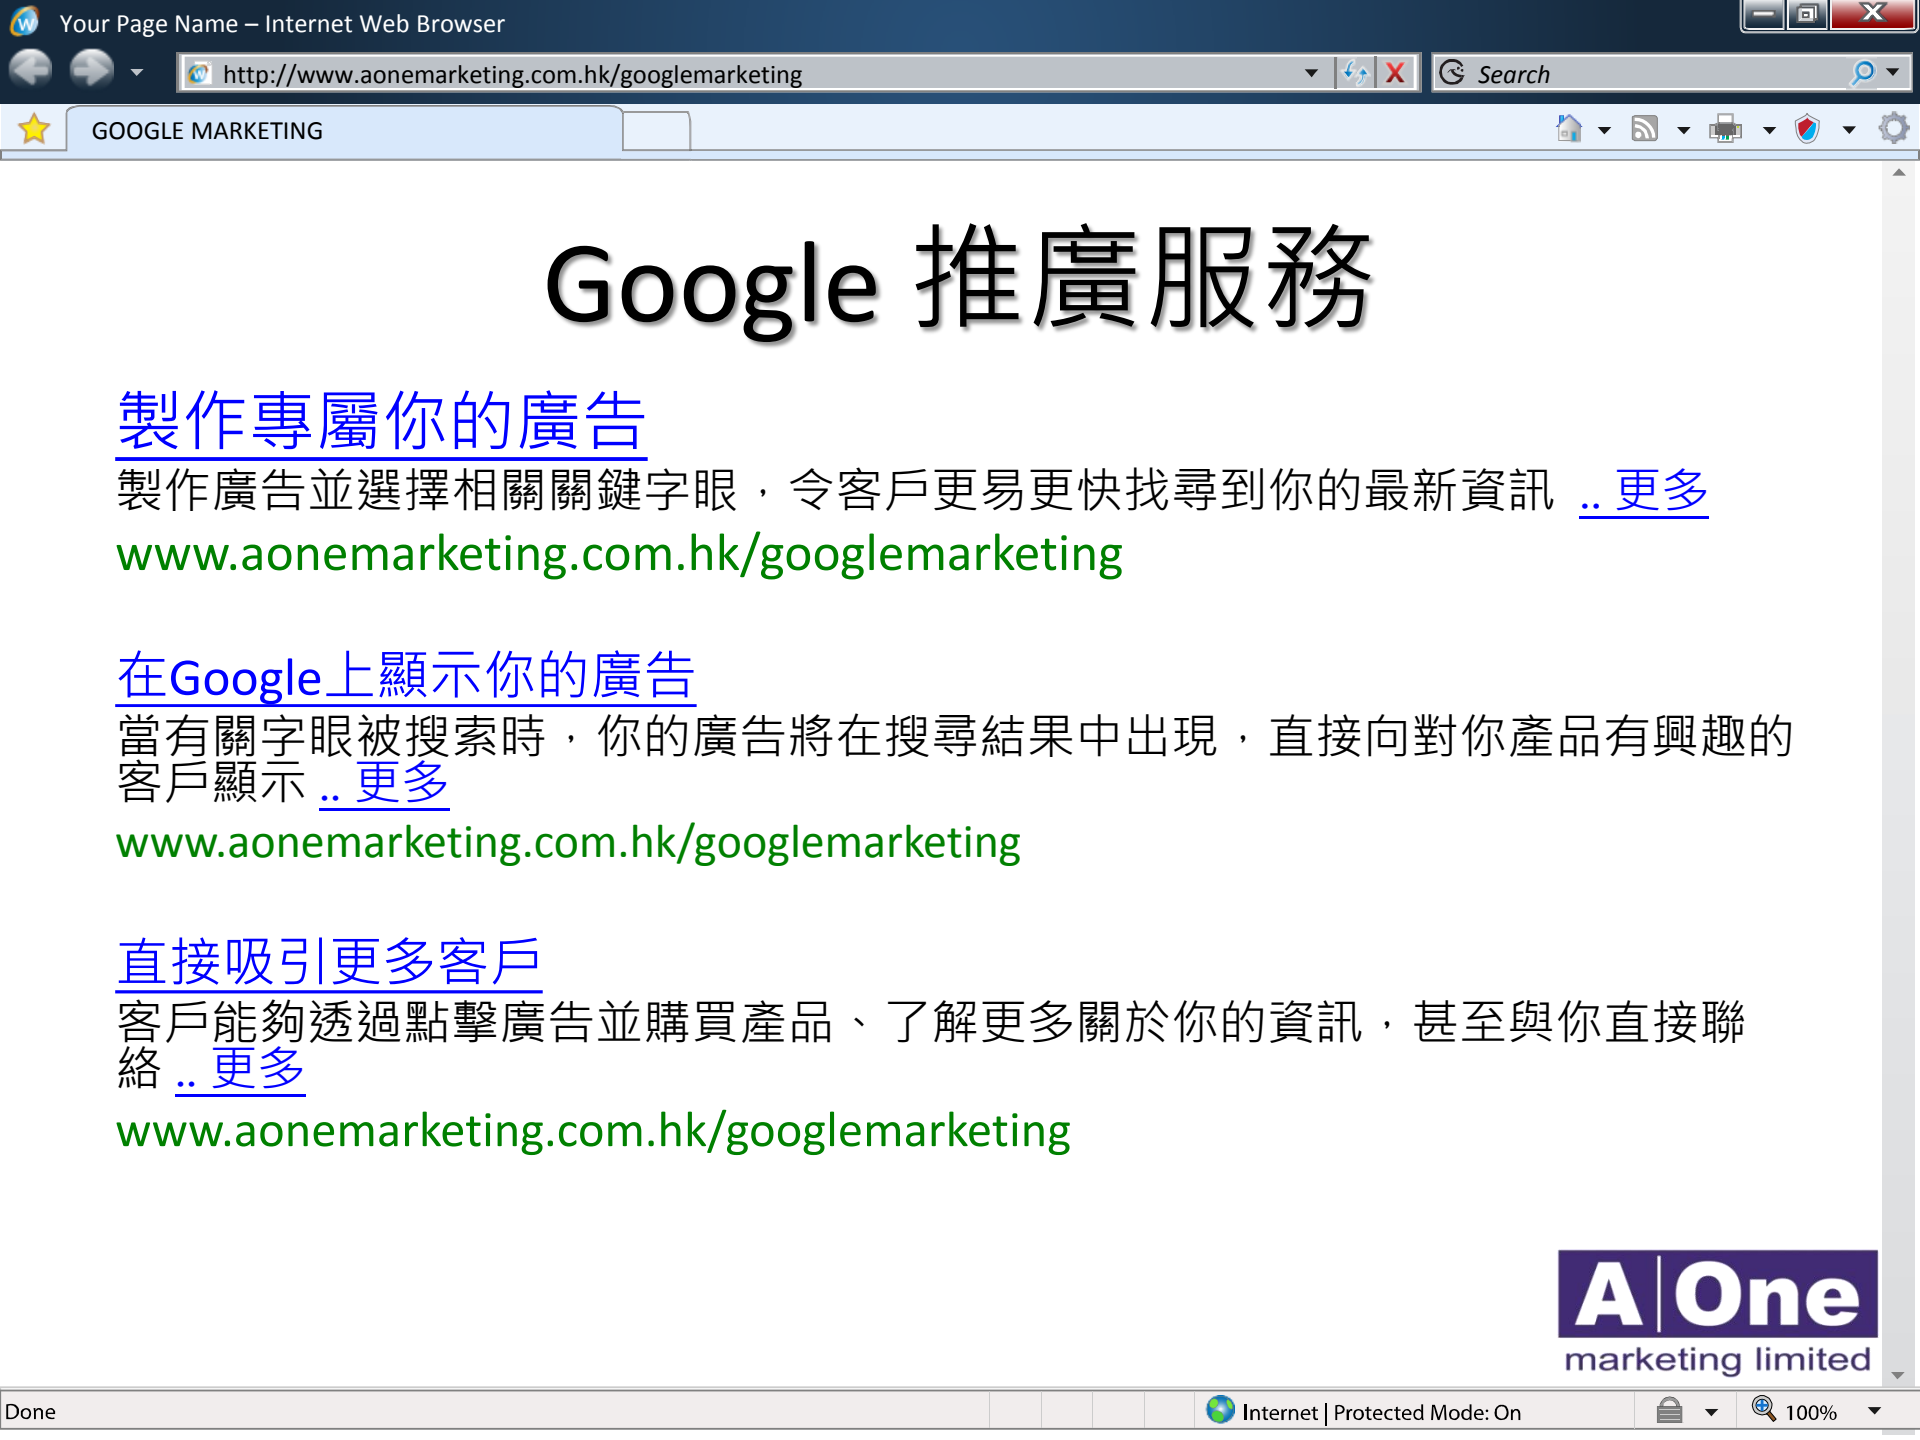 Your Page Name – Internet Web Browser
http://www.aonemarketing.com.hk/googlemarketing
Search
GOOGLE MARKETING
Google 推廣服務
製作專屬你的廣告
製作廣告並選擇相關關鍵字眼，令客戶更易更快找尋到你的最新資訊 .. 更多
www.aonemarketing.com.hk/googlemarketing
在Google上顯示你的廣告
當有關字眼被搜索時，你的廣告將在搜尋結果中出現，直接向對你產品有興趣的
客戶顯示 .. 更多
www.aonemarketing.com.hk/googlemarketing
直接吸引更多客戶
客戶能夠透過點擊廣告並購買產品、了解更多關於你的資訊，甚至與你直接聯
絡 .. 更多
www.aonemarketing.com.hk/googlemarketing
A|One
marketing limited
Done
Internet | Protected Mode: On
100%